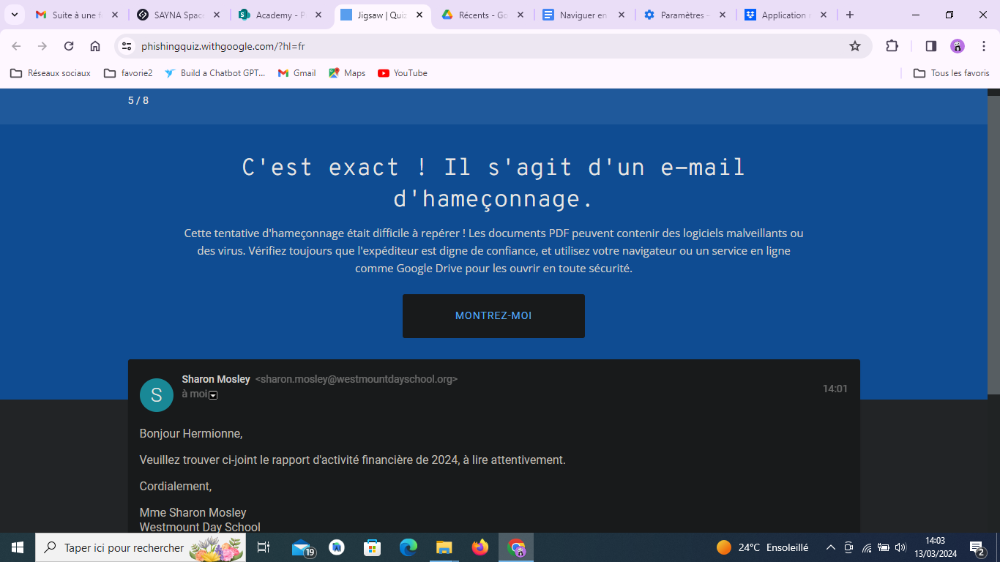 Suite à une fa
SAYNA Space
Academy - P
Jigsaw | Quiz
Récents - Go
Naviguer en
Paramètres -
Application
phishingquiz.withgoogle.com/?hl=fr
Réseaux sociaux
favorie2
Build a Chatbot GPT...
Gmail
Maps
YouTube
Tous les favoris
5 / 8
C'est exact ! Il s'agit d'un e-mail
d'hameçonnage.
Cette tentative d'hameçonnage était difficile à repérer ! Les documents PDF peuvent contenir des logiciels malveillants ou
des virus. Vérifiez toujours que l'expéditeur est digne de confiance, et utilisez votre navigateur ou un service en ligne
comme Google Drive pour les ouvrir en toute sécurité.
MONTREZ-MOI
S
Sharon Mosley <sharon.mosley@westmountdayschool.org>
à moi
14:01
Bonjour Hermionne,
Veuillez trouver ci-joint le rapport d'activité financière de 2024, à lire attentivement.
Cordialement,
Mme Sharon Mosley
Westmount Day School
Taper ici pour rechercher
19
24°C Ensoleillé
14:03
13/03/2024
2